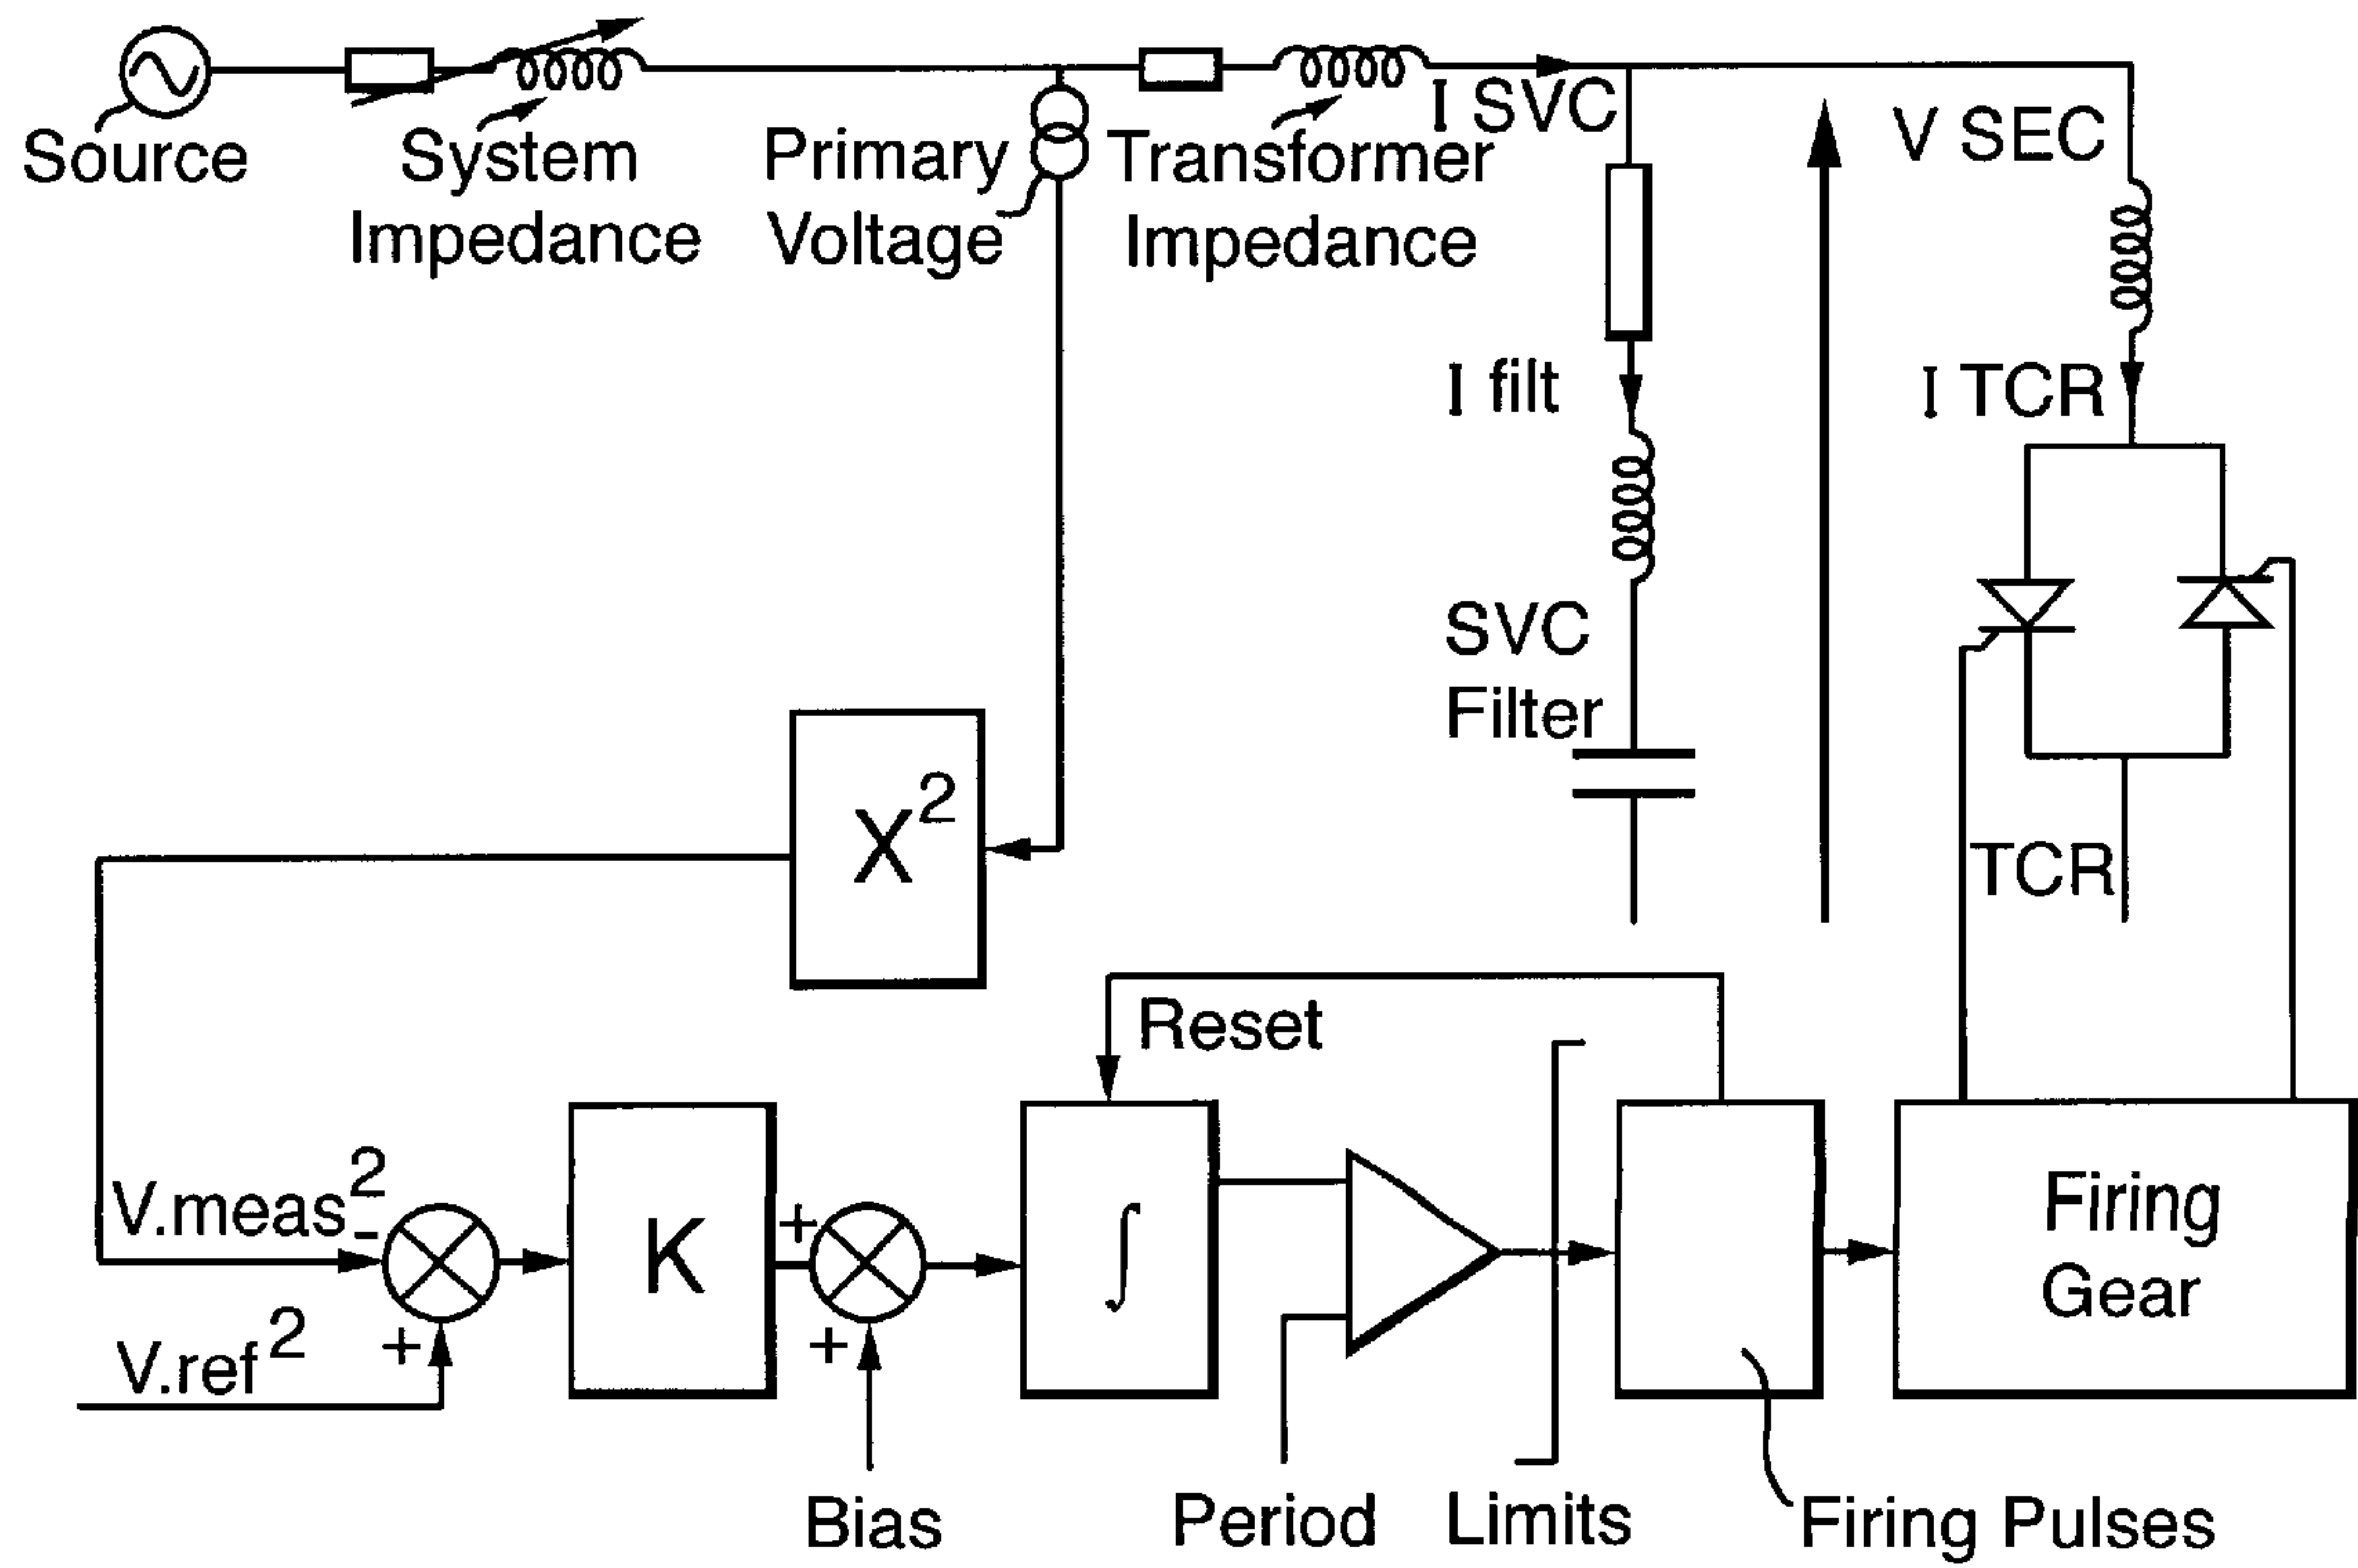 Source
System
Impedance
Primary
Voltage
Transformer
Impedance
I SVC
V SEC
I filt
I TCR
SVC
Filter
X²
TCR
Reset
V.meas²
-
+
V.ref²
K
+
+
∫
Firing
Gear
Bias
Period
Limits
Firing Pulses